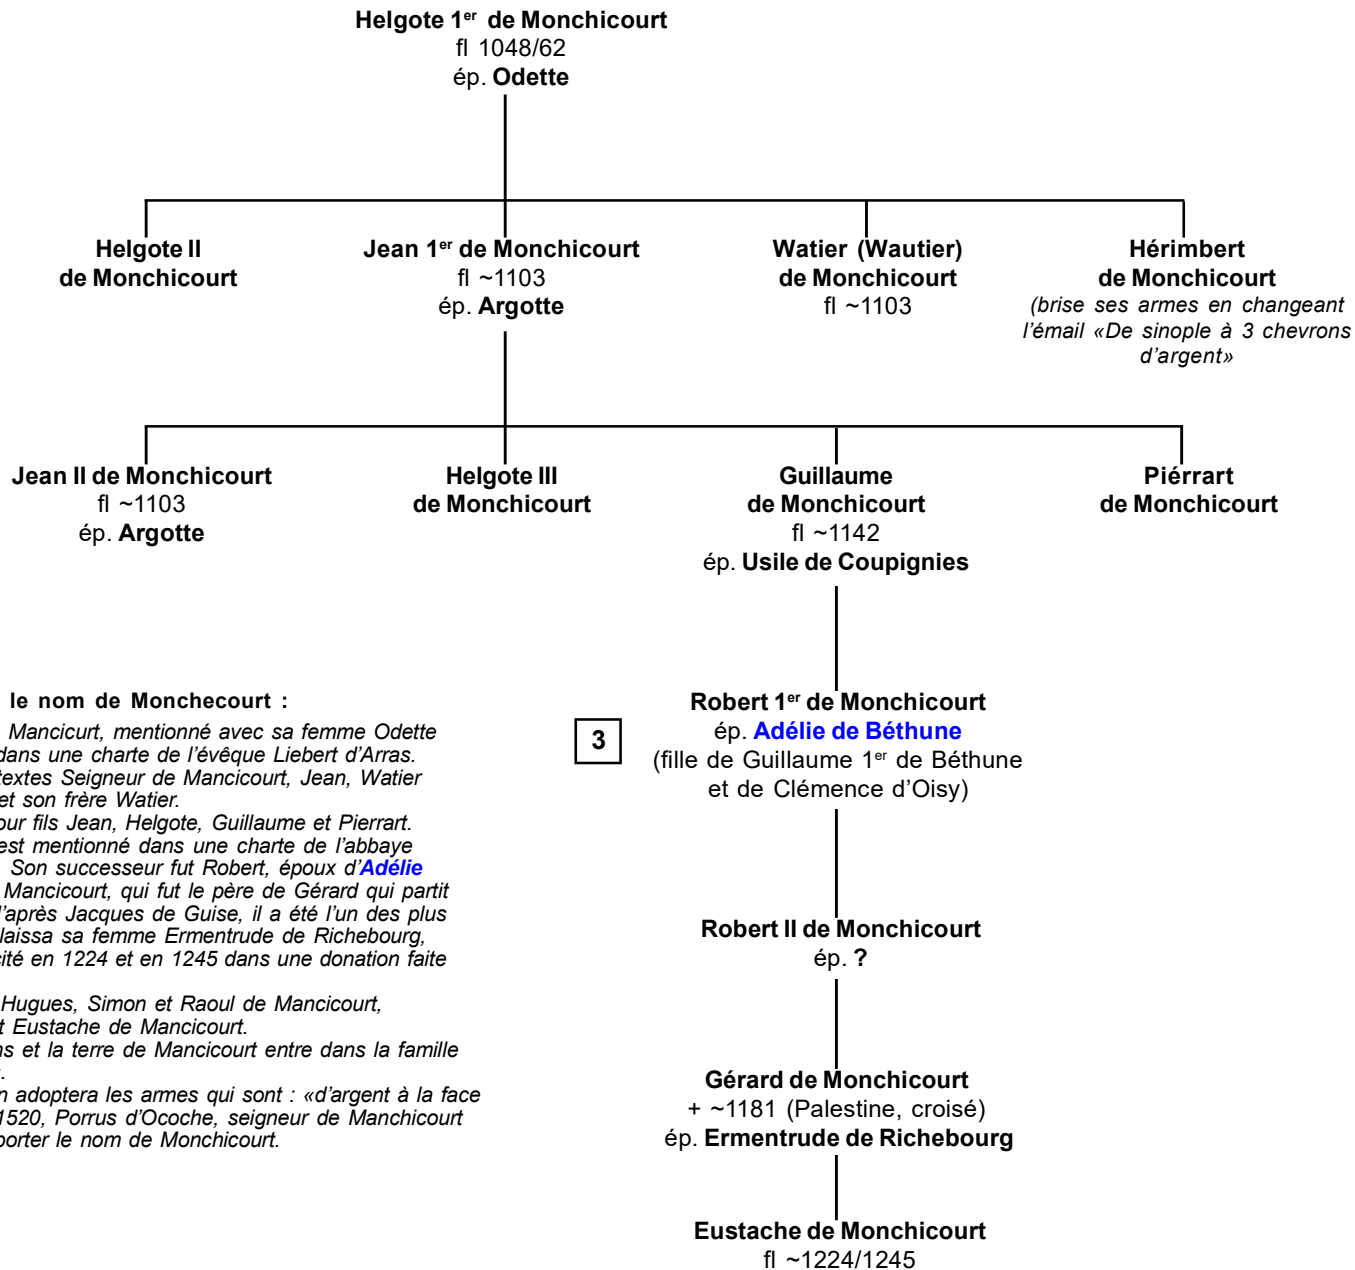 Helgote 1er de Monchicourt
fl 1048/62
ép. Odette
Helgote II
de Monchicourt
Jean 1er de Monchicourt
fl ~1103
ép. Argotte
Watier (Wautier)
de Monchicourt
fl ~1103
Hérimbert
de Monchicourt
(brise ses armes en changeant
l'émail «De sinople à 3 chevrons
d'argent»
Jean II de Monchicourt
fl ~1103
ép. Argotte
Helgote III
de Monchicourt
Guillaume
de Monchicourt
fl ~1142
ép. Usile de Coupignies
Piérrart
de Monchicourt
le nom de Monchecourt :
Mancicurt, mentionné avec sa femme Odette
dans une charte de l'évêque Liebert d'Arras.
textes Seigneur de Mancicourt, Jean, Watier
et son frère Watier.
our fils Jean, Helgote, Guillaume et Pierrart.
est mentionné dans une charte de l'abbaye
Son successeur fut Robert, époux d'Adélie
Mancicourt, qui fut le père de Gérard qui partit
'après Jacques de Guise, il a été l'un des plus
laissa sa femme Ermentrude de Richebourg,
cité en 1224 et en 1245 dans une donation faite
Hugues, Simon et Raoul de Mancicourt,
t Eustache de Mancicourt.
ns et la terre de Mancicourt entre dans la famille
.
n adoptera les armes qui sont : «d'argent à la face
1520, Porrus d'Ocoche, seigneur de Manchicourt
porter le nom de Monchicourt.
3
Robert 1er de Monchicourt
ép. Adélie de Béthune
(fille de Guillaume 1er de Béthune
et de Clémence d'Oisy)
Robert II de Monchicourt
ép. ?
Gérard de Monchicourt
+ ~1181 (Palestine, croisé)
ép. Ermentrude de Richebourg
Eustache de Monchicourt
fl ~1224/1245